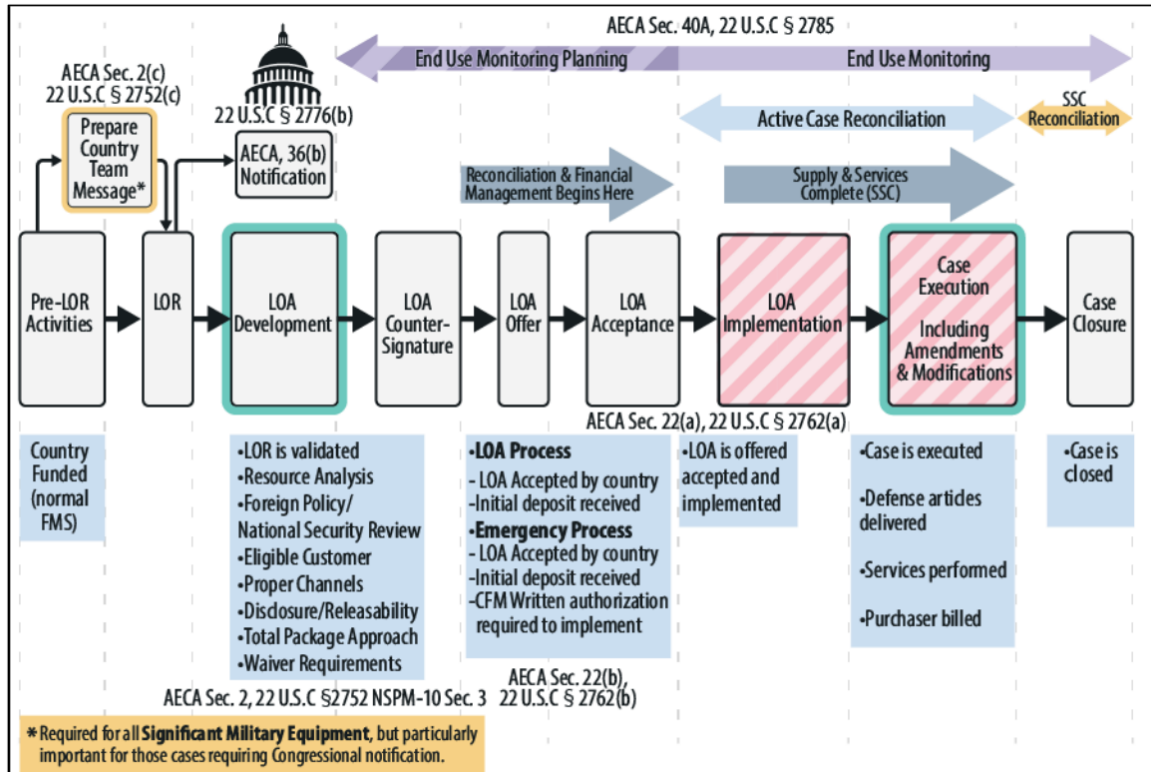 AECA Sec. 40A, 22 U.S.C § 2785
End Use Monitoring Planning
End Use Monitoring
AECA Sec. 2(c)
22 U.S.C § 2752(c)
22 U.S.C § 2776(b)
Prepare
Country
Team
Message*
AECA, 36(b)
Notification
Active Case Reconciliation
SSC
Reconciliation
Reconciliation & Financial
Management Begins Here
Supply & Services
Complete (SSC)
Pre-LOR
Activities
LOR
LOA
Development
LOA
Counter-
Signature
LOA
Offer
LOA
Acceptance
LOA
Implementation
Case
Execution
Including
Amendments
& Modifications
Case
Closure
AECA Sec. 22(a), 22 U.S.C § 2762(a)
Country
Funded
(normal
FMS)
•LOR is validated
•Resource Analysis
•Foreign Policy/
National Security Review
•Eligible Customer
•Proper Channels
•Disclosure/Releasability
•Total Package Approach
•Waiver Requirements
•LOA Process
- LOA Accepted by country
- Initial deposit received
•Emergency Process
- LOA Accepted by country
- Initial deposit received
-CFM Written authorization
required to implement
•LOA is offered
accepted and
implemented
•Case is executed
•Defense articles
delivered
•Services performed
•Purchaser billed
•Case is
closed
AECA Sec. 2, 22 U.S.C §2752 NSPM-10 Sec. 3
AECA Sec. 22(b),
22 U.S.C § 2762(b)
* Required for all Significant Military Equipment, but particularly
important for those cases requiring Congressional notification.